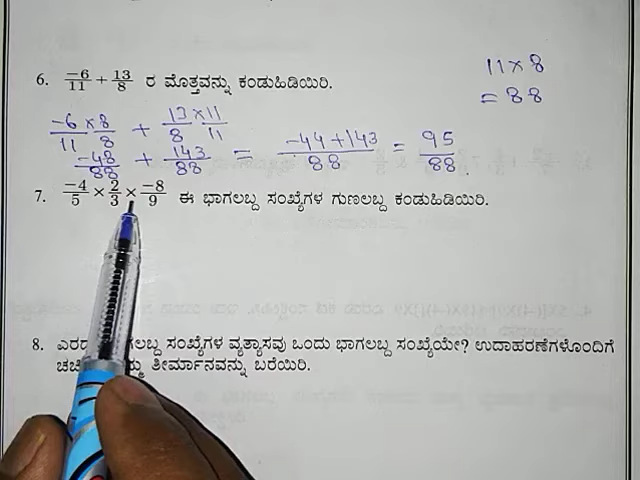 6. -6/11 + 13/8 ರ ಮೊತ್ತವನ್ನು ಕಂಡುಹಿಡಿಯಿರಿ.
11 × 8
= 88
-6 × 8 / 11 × 8 + 13 × 11 / 8 × 11
-48/88 + 143/88 = -44 + 143 / 88 = 95/88.
7. -4/5 × 2/3 × -8/9 ಈ ಭಾಗಲಬ್ಧ ಸಂಖ್ಯೆಗಳ ಗುಣಲಬ್ಧ ಕಂಡುಹಿಡಿಯಿರಿ.
8. ಎರಡು ಭಾಗಲಬ್ಧ ಸಂಖ್ಯೆಗಳ ವ್ಯತ್ಯಾಸವು ಒಂದು ಭಾಗಲಬ್ಧ ಸಂಖ್ಯೆಯೇ? ಉದಾಹರಣೆಗಳೊಂದಿಗೆ
ತೀರ್ಮಾನವನ್ನು ಬರೆಯಿರಿ.